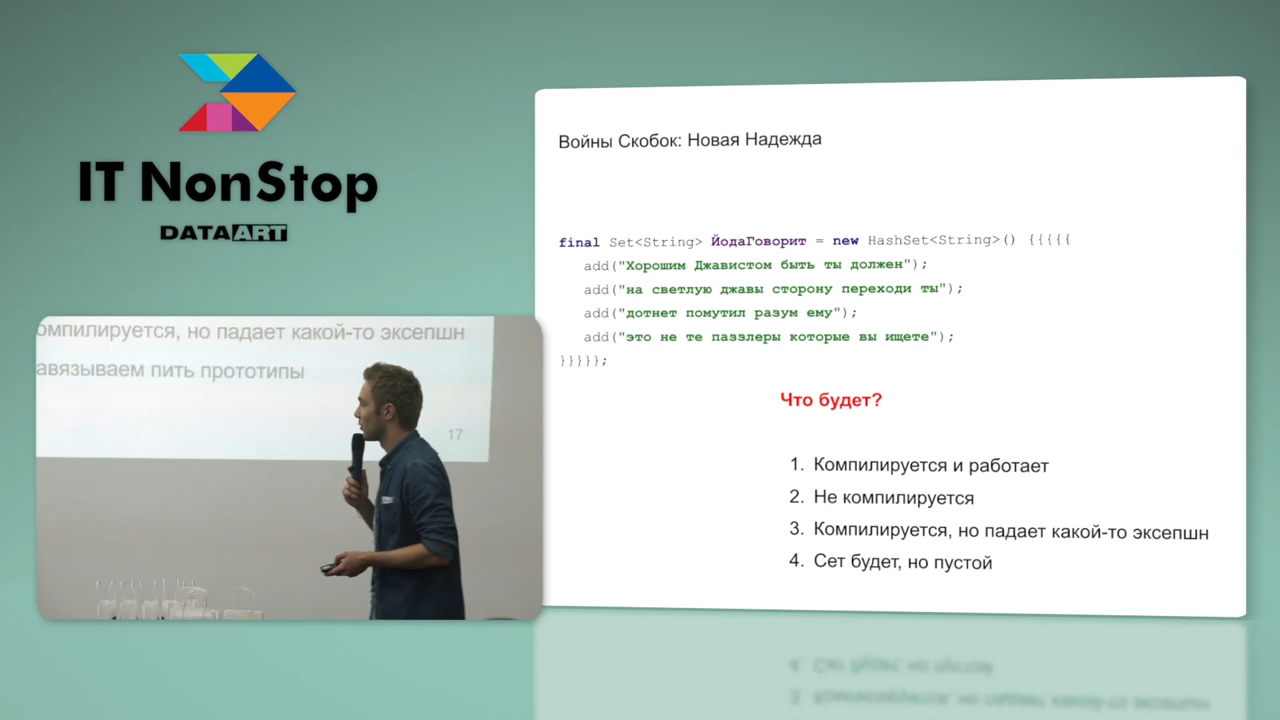 IT NonStop
DATAART
омпилируется, но падает какой-то эксепшн
авязываем пить прототипы
17
Войны Скобок: Новая Надежда
final Set<String> ЙодаГоворит = new HashSet<String>() {{{{{
add("Хорошим Джавистом быть ты должен");
add("на светлую джавы сторону переходи ты");
add("дотнет помутил разум ему");
add("это не те паззлеры которые вы ищете");
}}}}};
Что будет?
1. Компилируется и работает
2. Не компилируется
3. Компилируется, но падает какой-то эксепшн
4. Сет будет, но пустой